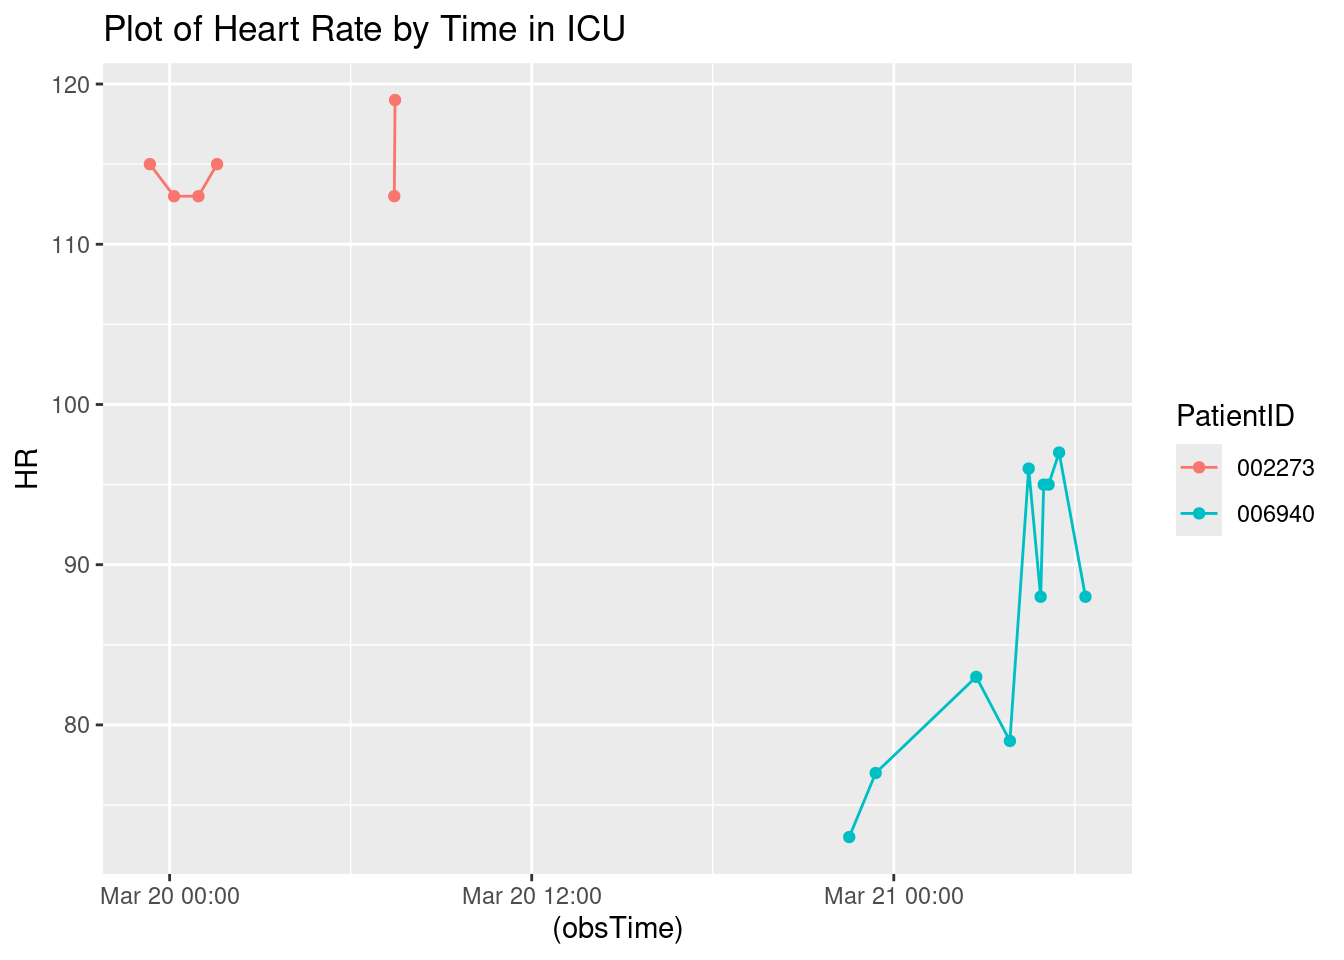 Plot of Heart Rate by Time in ICU
120
110
100
90
80
HR
Mar 20 00:00
Mar 20 12:00
Mar 21 00:00
(obsTime)
PatientID
002273
006940